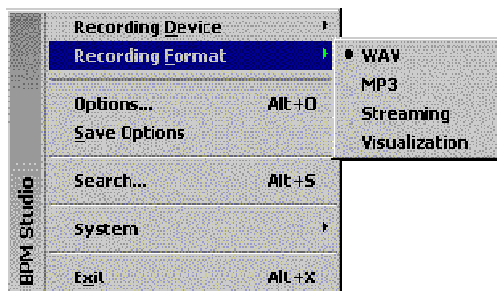 Recording Device
Recording Format
Options... Alt+O
Save Options
Search... Alt+S
System
Exit Alt+X
WAV
MP3
Streaming
Visualization
BPM Studio